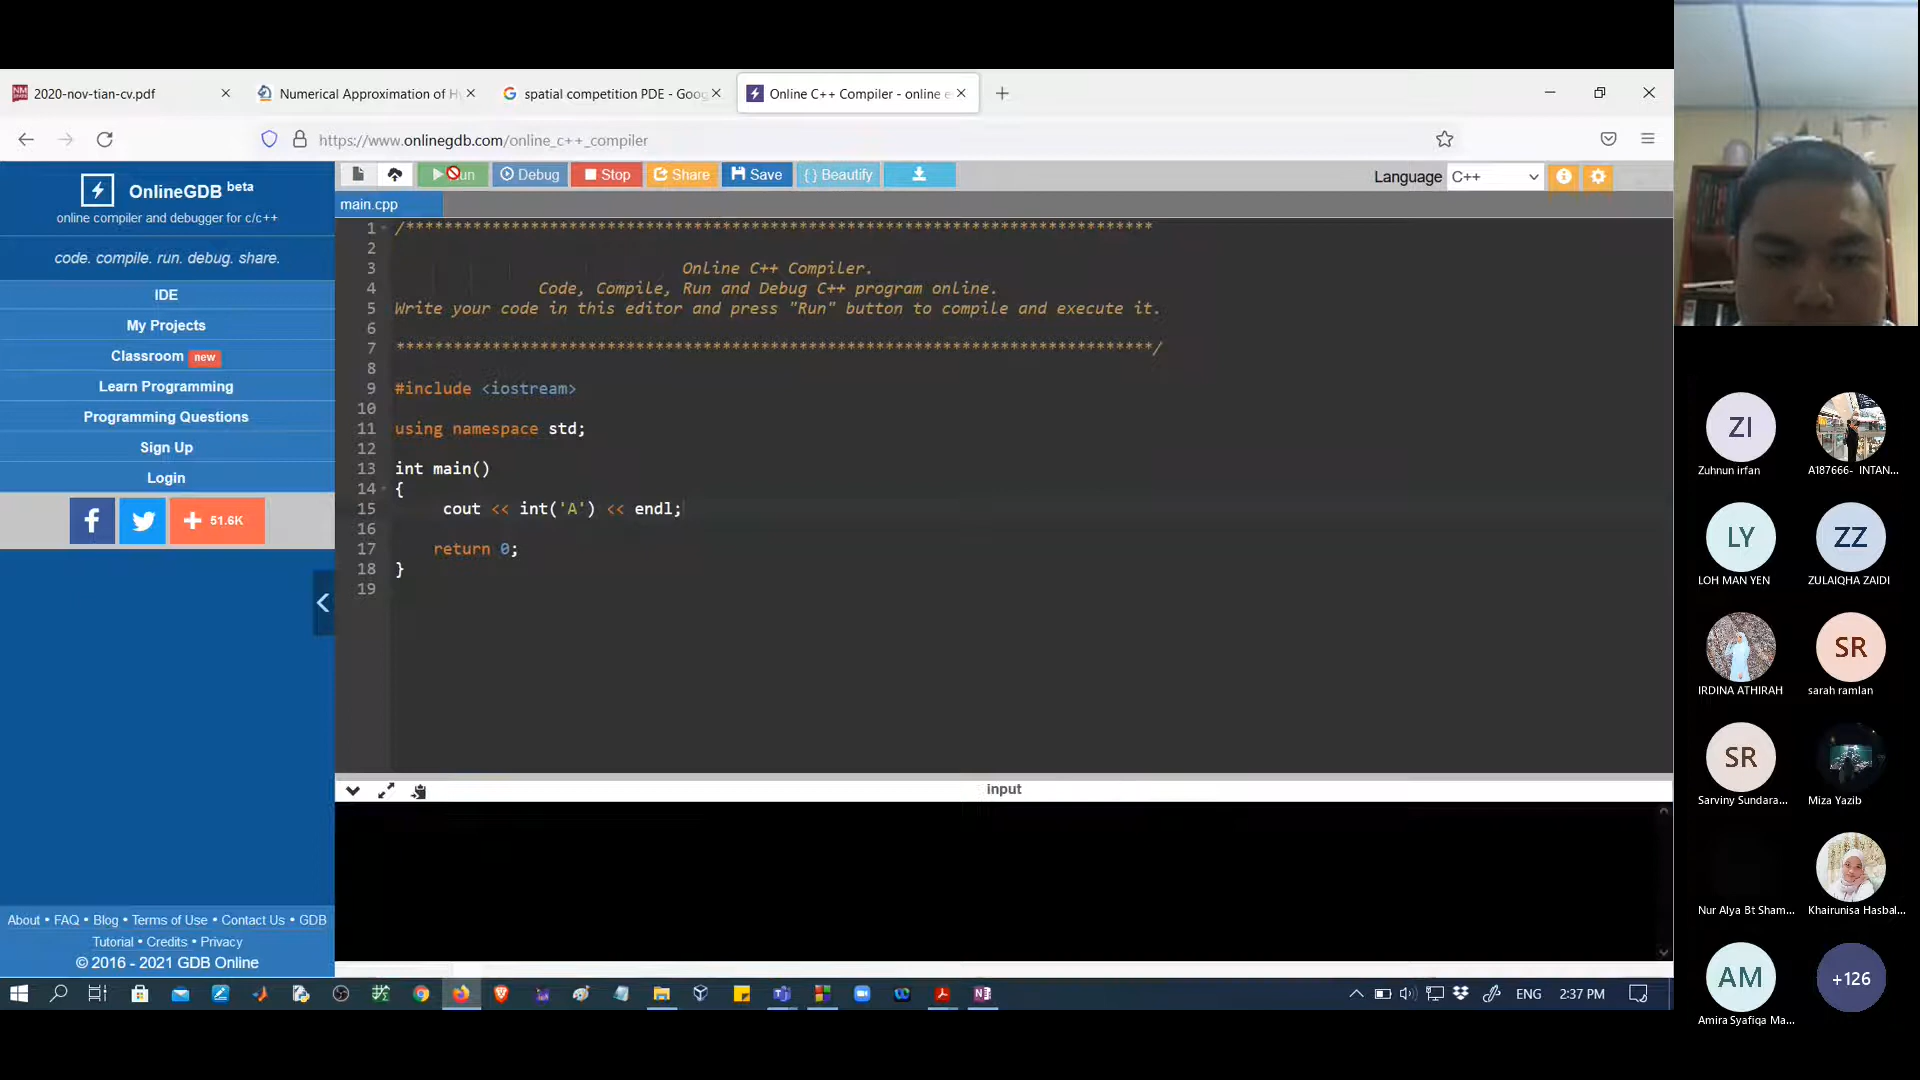 2020-nov-tian-cv.pdf
Numerical Approximation of Hy
spatial competition PDE - Goog
Online C++ Compiler - online e
https://www.onlinegdb.com/online_c++_compiler
OnlineGDB beta
online compiler and debugger for c/c++
code. compile. run. debug. share.
IDE
My Projects
Classroom new
Learn Programming
Programming Questions
Sign Up
Login
51.6K
About • FAQ • Blog • Terms of Use • Contact Us • GDB
Tutorial • Credits • Privacy
© 2016 - 2021 GDB Online
Debug
Stop
Share
Save
{ } Beautify
Language C++
main.cpp
1 /******************************************************************************
2
3 Online C++ Compiler.
4 Code, Compile, Run and Debug C++ program online.
5 Write your code in this editor and press "Run" button to compile and execute it.
6
7 *******************************************************************************/
8
9 #include <iostream>
10
11 using namespace std;
12
13 int main()
14 {
15 cout << int('A') << endl;
16
17 return 0;
18 }
19
input
ENG
2:37 PM
ZI
Zuhnun irfan
A187666- INTAN...
LY
LOH MAN YEN
ZZ
ZULAIQHA ZAIDI
IRDINA ATHIRAH
SR
sarah ramlan
SR
Sarviny Sundara...
Miza Yazib
Nur Alya Bt Sham...
Khairunisa Hasbal...
AM
Amira Syafiqa Ma...
+126